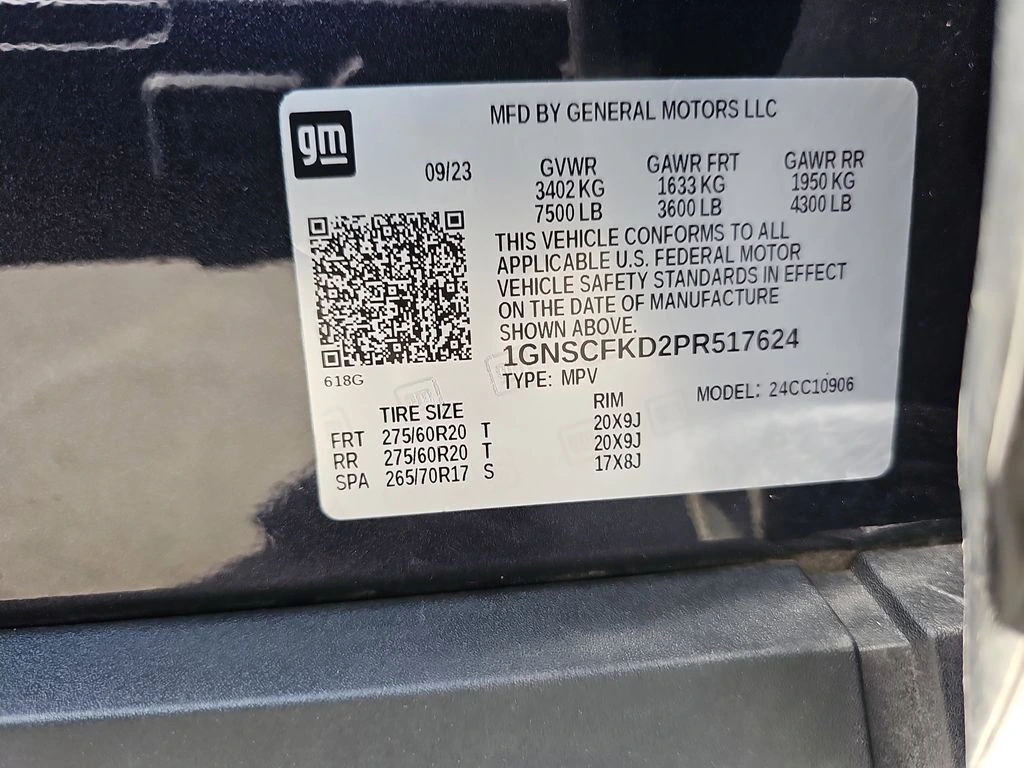 MFD BY GENERAL MOTORS LLC
gm
09/23
GVWR GAWR FRT GAWR RR
3402 KG 1633 KG 1950 KG
7500 LB 3600 LB 4300 LB
THIS VEHICLE CONFORMS TO ALL
APPLICABLE U.S. FEDERAL MOTOR
VEHICLE SAFETY STANDARDS IN EFFECT
ON THE DATE OF MANUFACTURE
SHOWN ABOVE.
1GNSCFKD2PR517624
618G
TYPE: MPV MODEL: 24CC10906
TIRE SIZE RIM
FRT 275/60R20 T 20X9J
RR 275/60R20 T 20X9J
SPA 265/70R17 S 17X8J